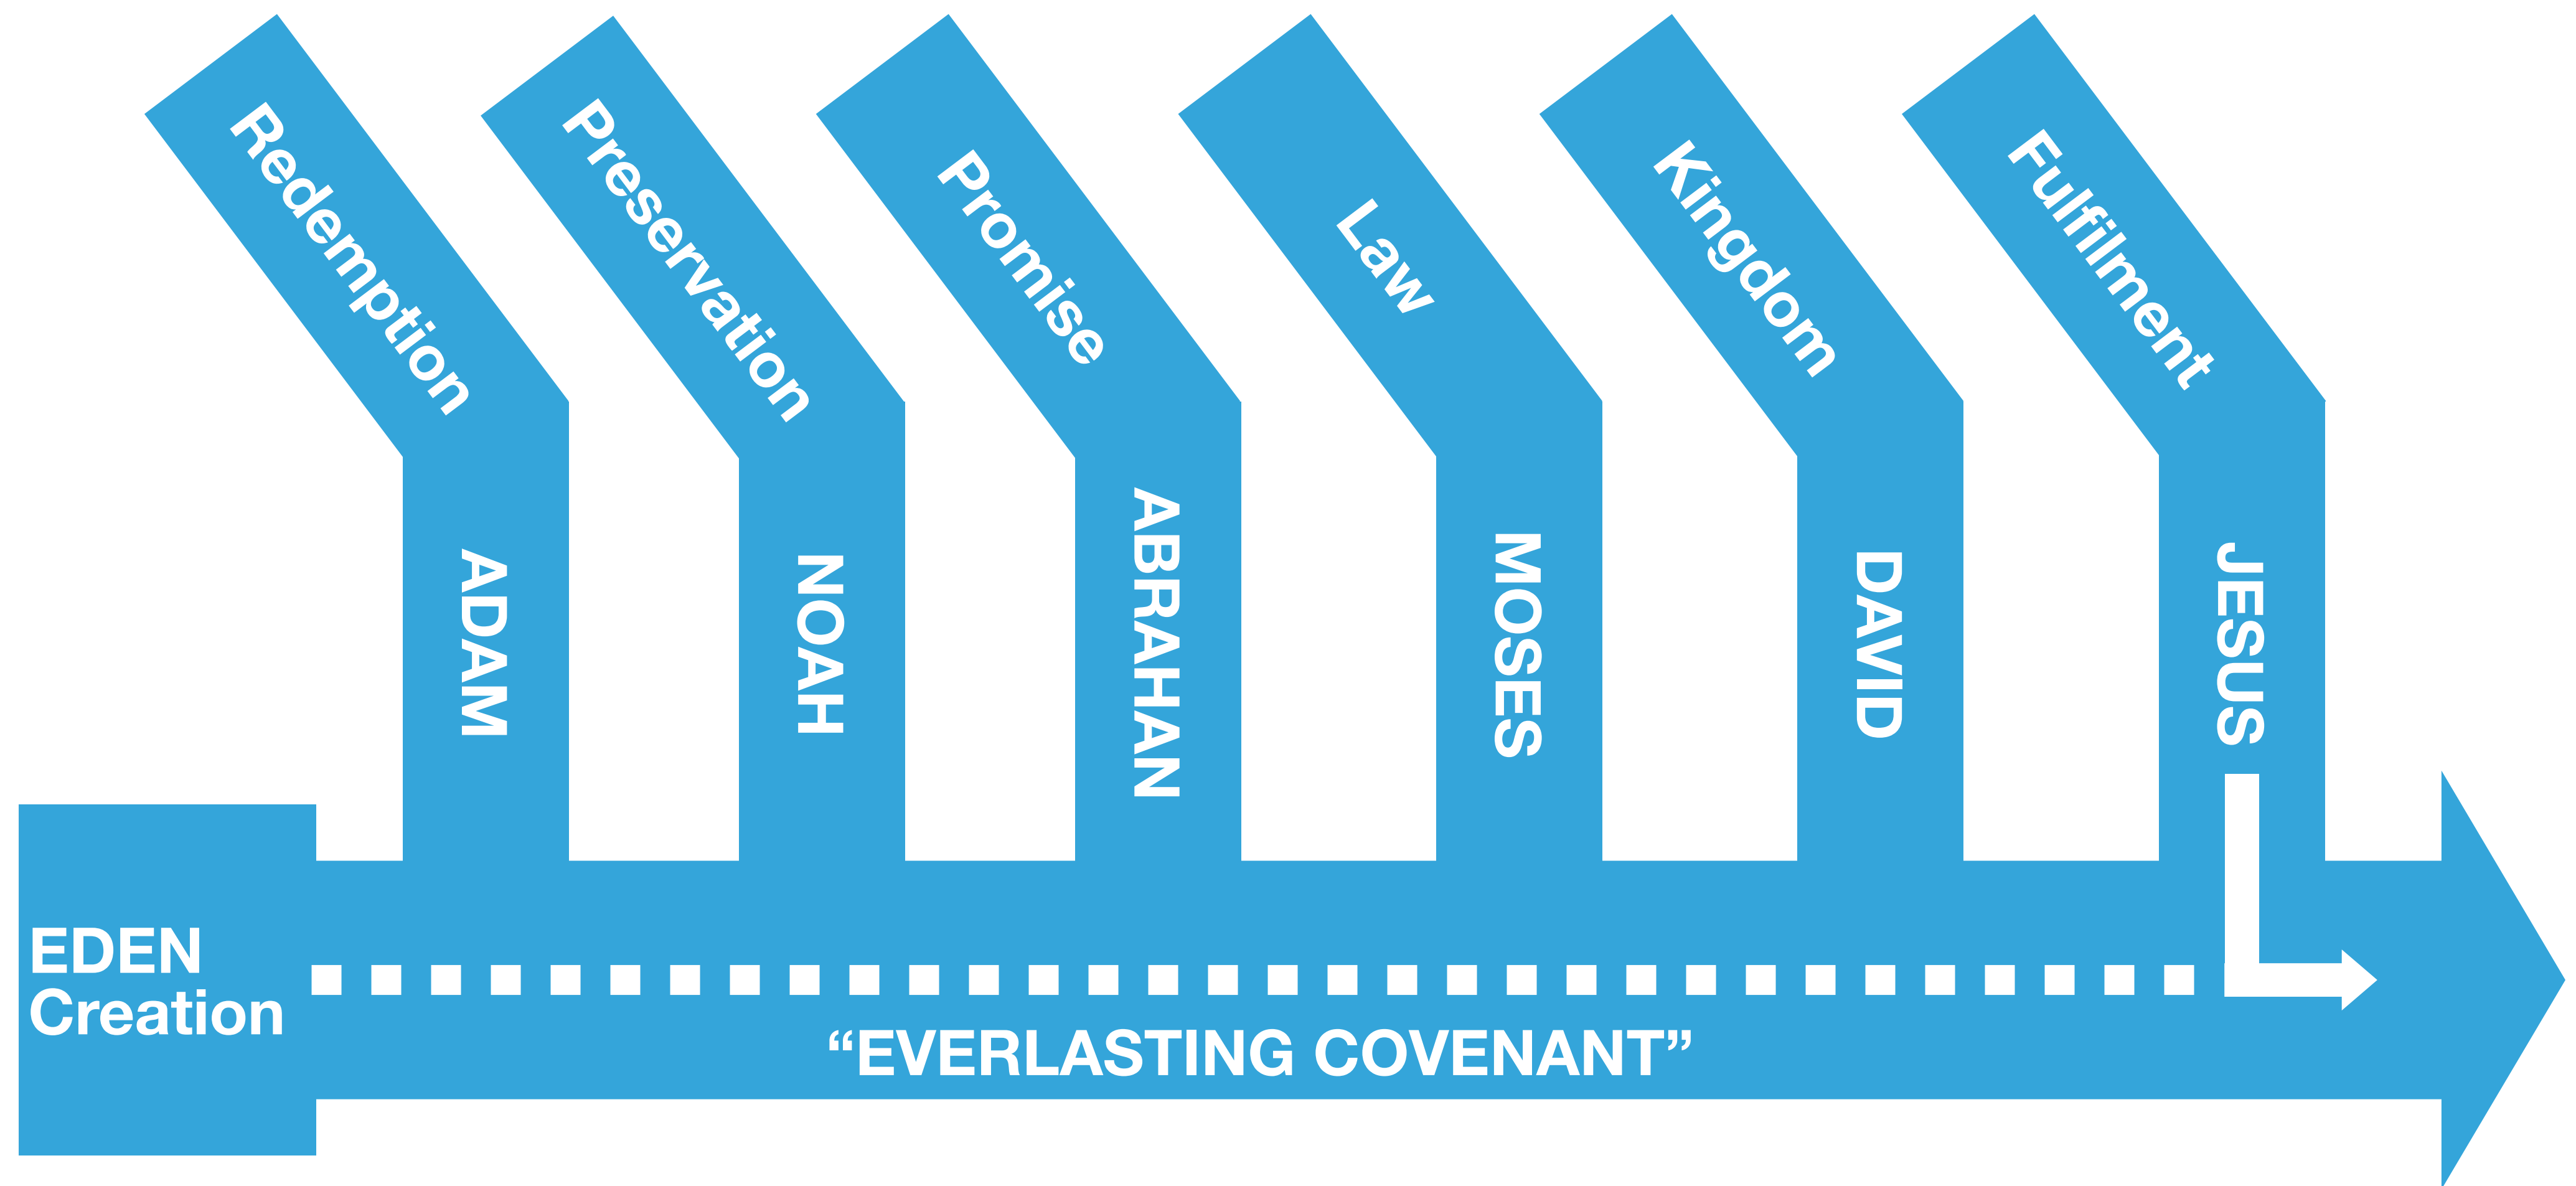 Redemption
ADAM
Preservation
NOAH
Promise
ABRAHAN
Law
MOSES
Kingdom
DAVID
Fulfilment
JESUS
EDEN
Creation
“EVERLASTING COVENANT”